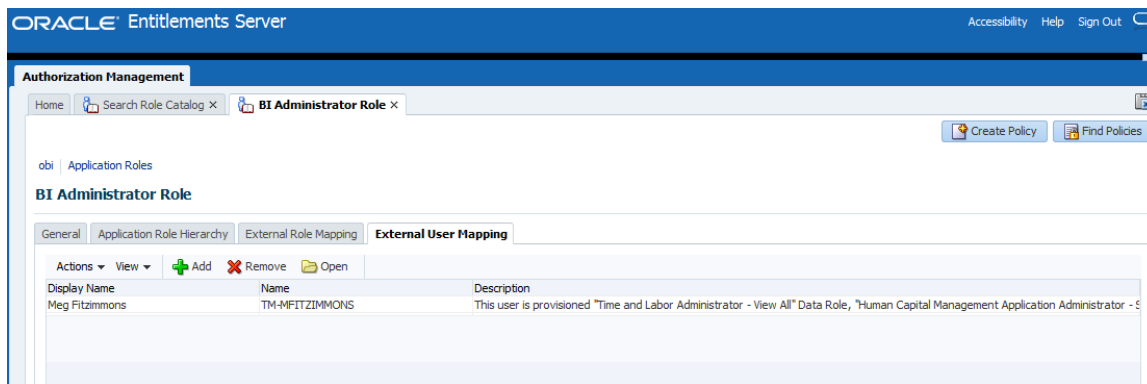 ORACLE Entitlements Server
Accessibility Help Sign Out
Authorization Management
Home Search Role Catalog × BI Administrator Role ×
Create Policy Find Policies
obi Application Roles
BI Administrator Role
General Application Role Hierarchy External Role Mapping External User Mapping
Actions View Add Remove Open
Display Name Name Description
Meg Fitzimmons TM-MFITZIMMONS This user is provisioned "Time and Labor Administrator - View All" Data Role, "Human Capital Management Application Administrator - S